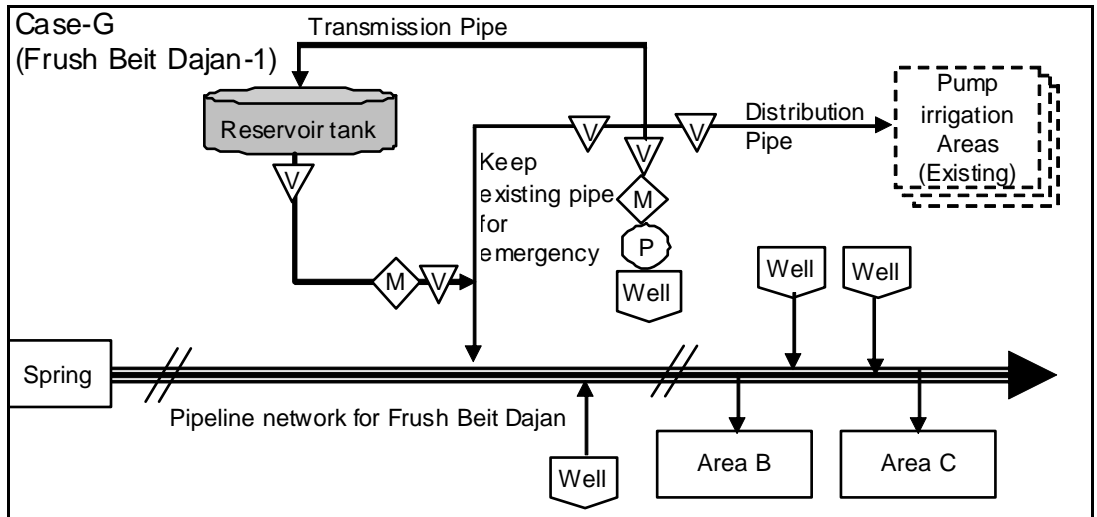 Case-G
(Frush Beit Dajan-1)
Transmission Pipe
Reservoir tank
V
V
V
V
Distribution
Pipe
Pump
irrigation
Areas
(Existing)
Keep
existing pipe
for
emergency
M
P
Well
M
V
Well
Well
Spring
Pipeline network for Frush Beit Dajan
Well
Area B
Area C